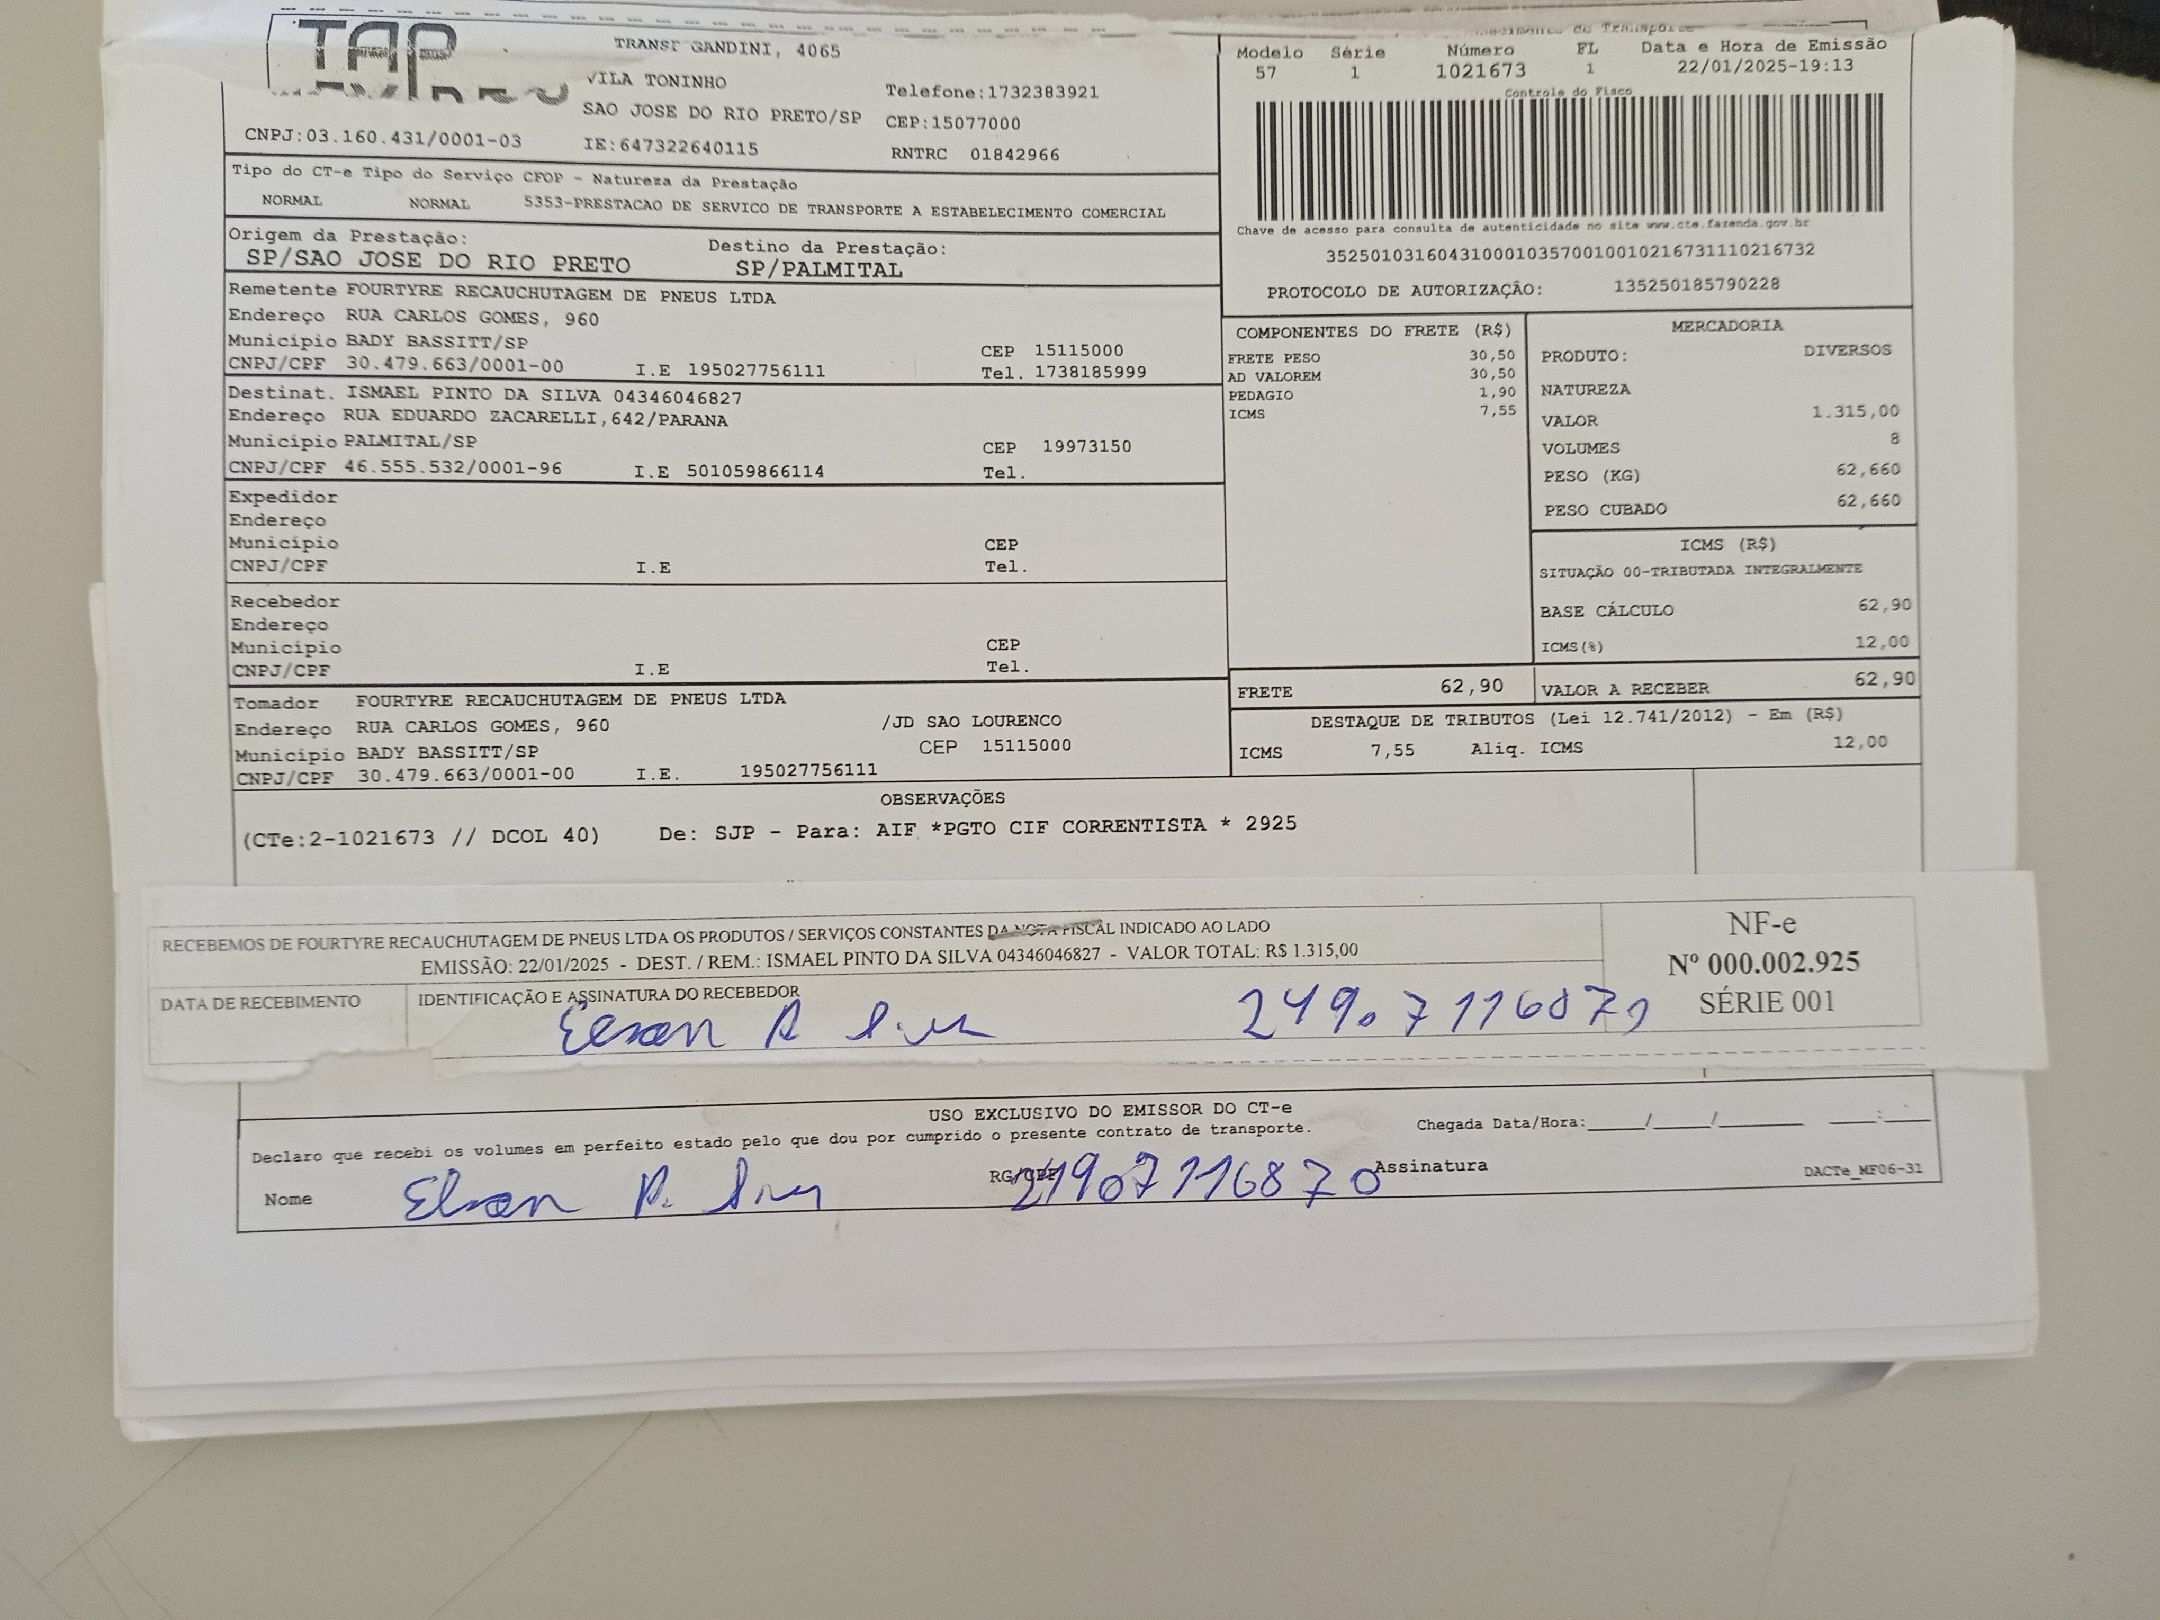 TAP
TRANSP GANDINI, 4065
VILA TONINHO
Telefone:1732383921
SAO JOSE DO RIO PRETO/SP CEP:15077000
CNPJ:03.160.431/0001-03 IE:647322640115 RNTRC 01842966
Modelo Série Número FL Data e Hora de Emissão
57 1 1021673 1 22/01/2025-19:13
Controle do Fisco
Chave de acesso para consulta de autenticidade no site www.cte.fazenda.gov.br
35250103160431000103570010010216731110216732
PROTOCOLO DE AUTORIZAÇÃO: 135250185790228
Tipo do CT-e Tipo do Serviço CFOP - Natureza da Prestação
NORMAL NORMAL 5353-PRESTACAO DE SERVICO DE TRANSPORTE A ESTABELECIMENTO COMERCIAL
Origem da Prestação: Destino da Prestação:
SP/SAO JOSE DO RIO PRETO SP/PALMITAL
Remetente FOURTYRE RECAUCHUTAGEM DE PNEUS LTDA
Endereço RUA CARLOS GOMES, 960
Município BADY BASSITT/SP CEP 15115000
CNPJ/CPF 30.479.663/0001-00 I.E 195027756111 Tel. 1738185999
Destinat. ISMAEL PINTO DA SILVA 04346046827
Endereço RUA EDUARDO ZACARELLI,642/PARANA
Município PALMITAL/SP CEP 19973150
CNPJ/CPF 46.555.532/0001-96 I.E 501059866114 Tel.
Expedidor
Endereço
Município CEP
CNPJ/CPF I.E Tel.
Recebedor
Endereço
Município CEP
CNPJ/CPF I.E Tel.
Tomador FOURTYRE RECAUCHUTAGEM DE PNEUS LTDA
Endereço RUA CARLOS GOMES, 960 /JD SAO LOURENCO
Município BADY BASSITT/SP CEP 15115000
CNPJ/CPF 30.479.663/0001-00 I.E. 195027756111
COMPONENTES DO FRETE (R$)
FRETE PESO 30,50
AD VALOREM 30,50
PEDAGIO 1,90
ICMS 7,55
MERCADORIA
PRODUTO: DIVERSOS
NATUREZA
VALOR 1.315,00
VOLUMES 8
PESO (KG) 62,660
PESO CUBADO 62,660
ICMS (R$)
SITUAÇÃO 00-TRIBUTADA INTEGRALMENTE
BASE CÁLCULO 62,90
ICMS(%) 12,00
FRETE 62,90 VALOR A RECEBER 62,90
DESTAQUE DE TRIBUTOS (Lei 12.741/2012) - Em (R$)
ICMS 7,55 Aliq. ICMS 12,00
OBSERVAÇÕES
(CTe:2-1021673 // DCOL 40) De: SJP - Para: AIF *PGTO CIF CORRENTISTA * 2925
RECEBEMOS DE FOURTYRE RECAUCHUTAGEM DE PNEUS LTDA OS PRODUTOS / SERVIÇOS CONSTANTES DA NOTA FISCAL INDICADO AO LADO
EMISSÃO: 22/01/2025 - DEST. / REM.: ISMAEL PINTO DA SILVA 04346046827 - VALOR TOTAL: R$ 1.315,00
DATA DE RECEBIMENTO IDENTIFICAÇÃO E ASSINATURA DO RECEBEDOR
NF-e
Nº 000.002.925
SÉRIE 001
USO EXCLUSIVO DO EMISSOR DO CT-e
Declaro que recebi os volumes em perfeito estado pelo que dou por cumprido o presente contrato de transporte. Chegada Data/Hora:_____/_____/_______ ____:____
Nome RG/CPF 24907116870 Assinatura DACTe_MF06-31